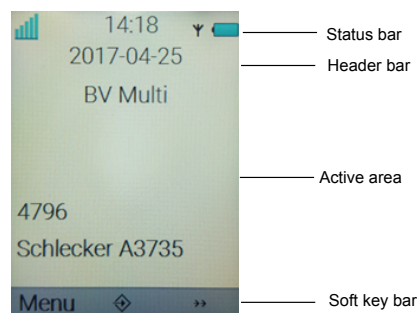 14:18
Status bar
2017-04-25
Header bar
BV Multi
Active area
4796
Schlecker A3735
Menu
Soft key bar